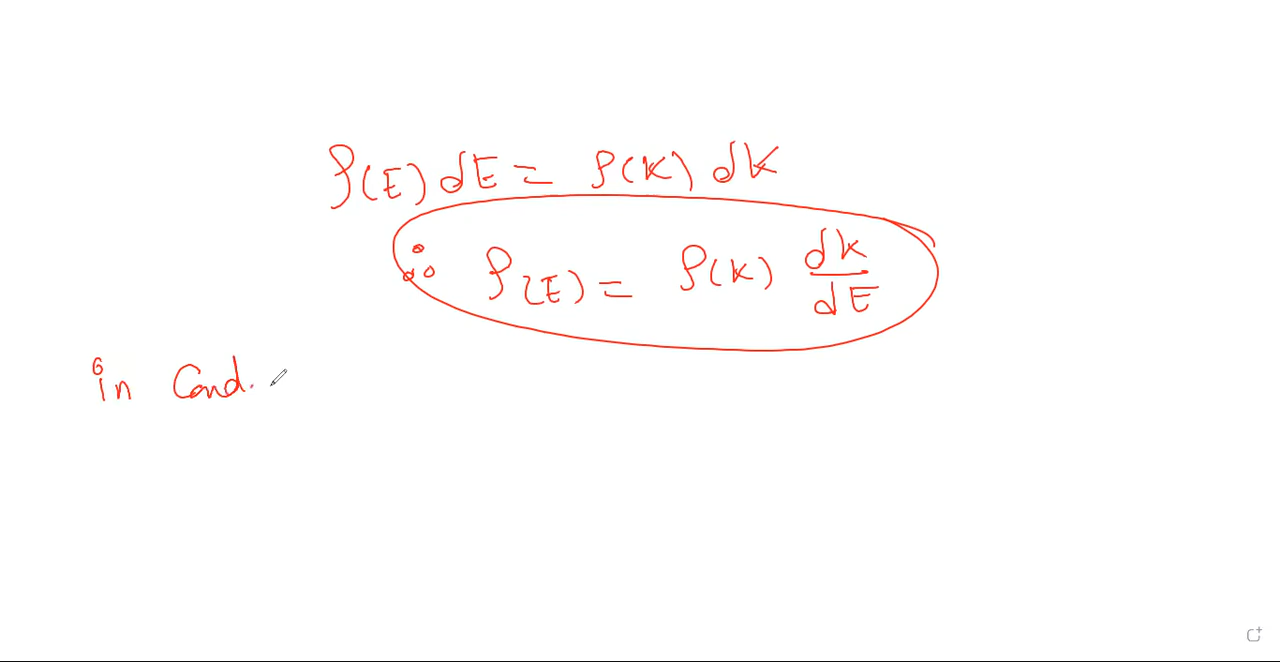 ρ(E) dE = ρ(K) dK
∴ ρ(E) = ρ(K) dK/dE
in Cond.